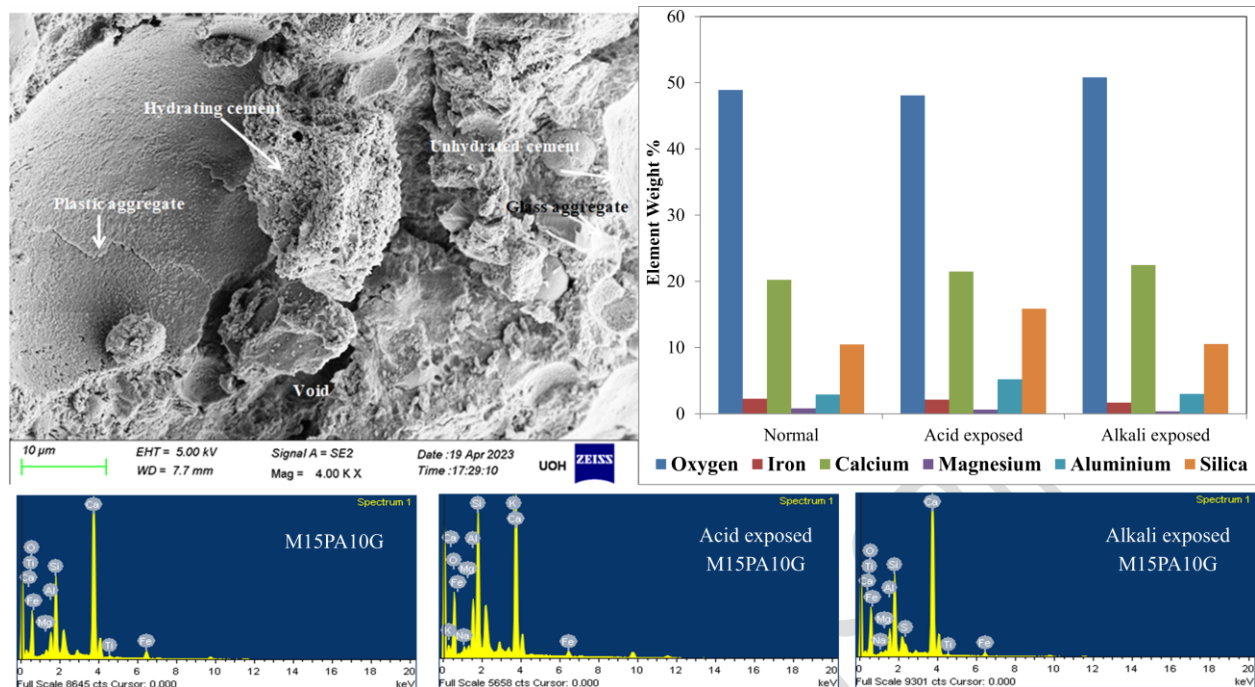 Hydrating cement
Unhydrated cement
Plastic aggregate
Glass aggregate
Void
10 µm
EHT = 5.00 kV
WD = 7.7 mm
Signal A = SE2
Mag = 4.00 K X
Date :19 Apr 2023
Time :17:29:10
UOH
ZEISS
Element Weight %
60
50
40
30
20
10
0
Normal
Acid exposed
Alkali exposed
Oxygen
Iron
Calcium
Magnesium
Aluminium
Silica
Spectrum 1
M15PA10G
Ca
O
Ti
Ca
Fe
Mg
Al
Si
Ti
Fe
0 2 4 6 8 10 12 14 16 18 20
Full Scale 8645 cts Cursor: 0.000
keV
Spectrum 1
Acid exposed
M15PA10G
Si
K
Ca
Ca
Al
O
Mg
Fe
K
Na
Fe
2 4 6 8 10 12 14 16 18 20
Full Scale 5658 cts Cursor: 0.000
keV
Spectrum 1
Alkali exposed
M15PA10G
Ca
O
Ti
Ca
Si
Al
Fe
Mg
S
Na
Ti
Fe
0 2 4 6 8 10 12 14 16 18 20
Full Scale 9301 cts Cursor: 0.000
keV